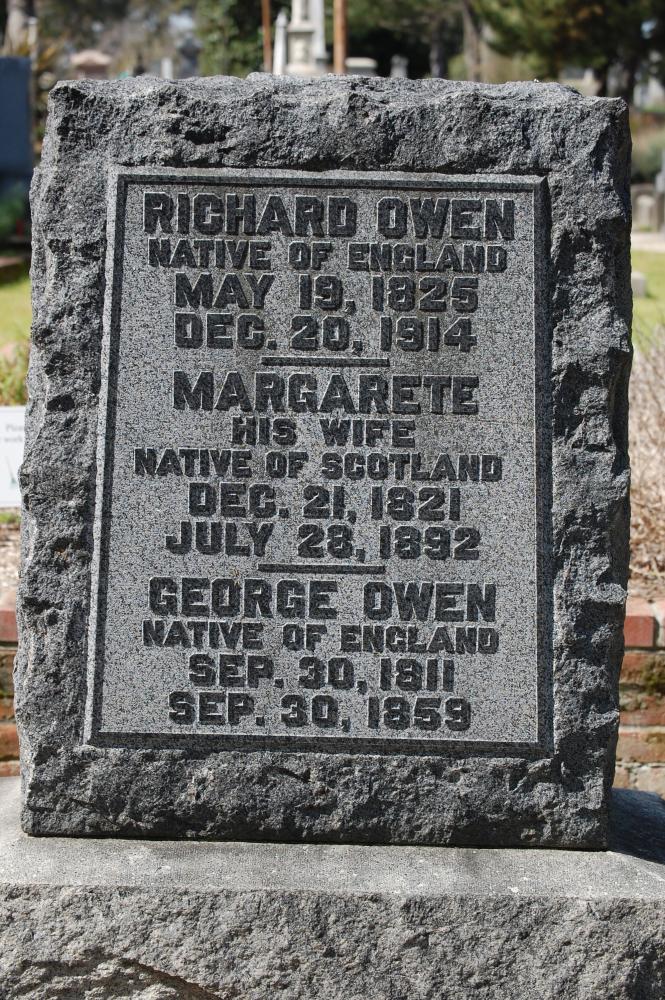 RICHARD OWEN
NATIVE OF ENGLAND
MAY 19, 1825
DEC. 20, 1914
MARGARETE
HIS WIFE
NATIVE OF SCOTLAND
DEC. 21, 1821
JULY 28, 1892
GEORGE OWEN
NATIVE OF ENGLAND
SEP. 30, 1811
SEP. 30, 1859